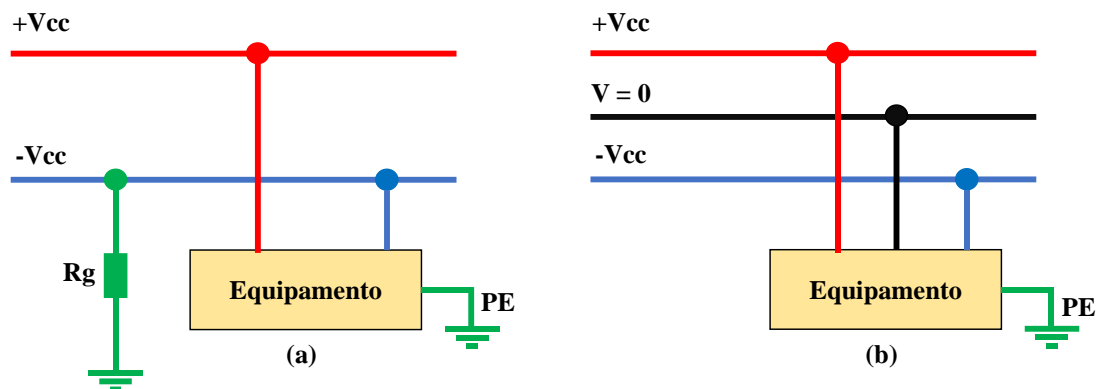 +Vcc
-Vcc
Rg
Equipamento
PE
(a)
+Vcc
V = 0
-Vcc
Equipamento
PE
(b)